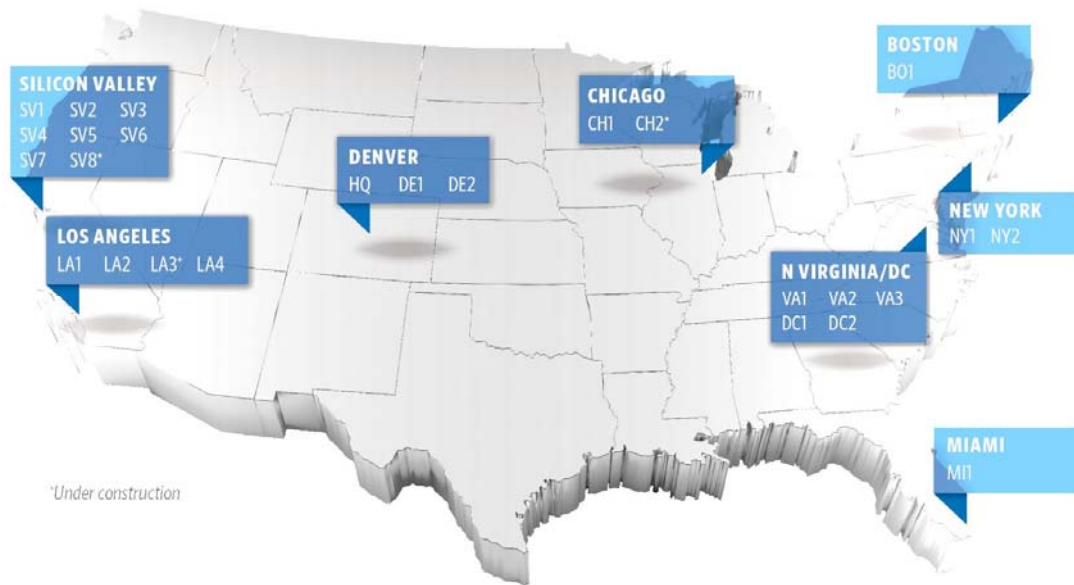 SILICON VALLEY
SV1 SV2 SV3
SV4 SV5 SV6
SV7 SV8*
LOS ANGELES
LA1 LA2 LA3* LA4
DENVER
HQ DE1 DE2
CHICAGO
CH1 CH2*
BOSTON
BO1
NEW YORK
NY1 NY2
N VIRGINIA/DC
VA1 VA2 VA3
DC1 DC2
MIAMI
MI1
*Under construction